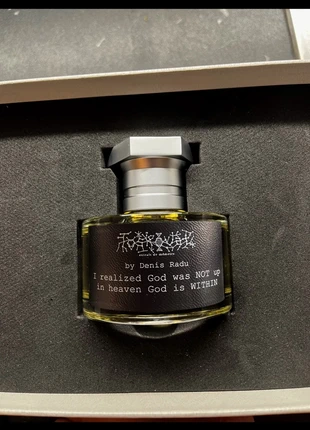 by Denis Radu
I realized God was NOT up
in heaven God is WITHIN